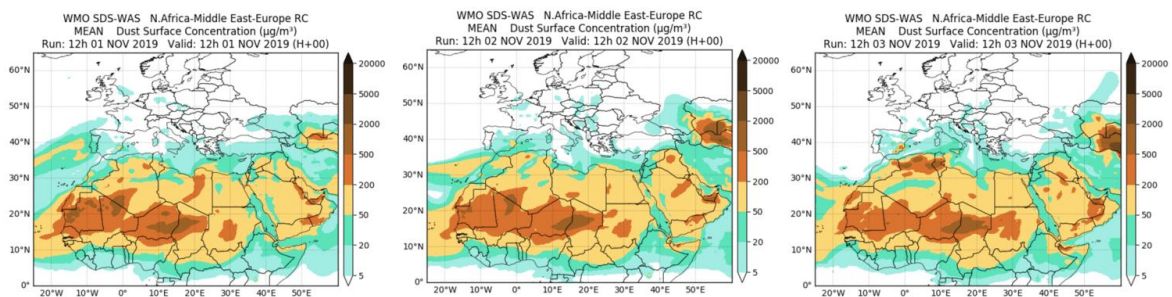 WMO SDS-WAS N.Africa-Middle East-Europe RC
MEAN Dust Surface Concentration (µg/m³)
Run: 12h 01 NOV 2019 Valid: 12h 01 NOV 2019 (H+00)
60°N
50°N
40°N
30°N
20°N
10°N
0°
20°W
10°W
0°
10°E
20°E
30°E
40°E
50°E
20000
5000
2000
500
200
50
20
5
WMO SDS-WAS N.Africa-Middle East-Europe RC
MEAN Dust Surface Concentration (µg/m³)
Run: 12h 02 NOV 2019 Valid: 12h 02 NOV 2019 (H+00)
60°N
50°N
40°N
30°N
20°N
10°N
0°
20°W
10°W
0°
10°E
20°E
30°E
40°E
50°E
20000
5000
2000
500
200
50
20
5
WMO SDS-WAS N.Africa-Middle East-Europe RC
MEAN Dust Surface Concentration (µg/m³)
Run: 12h 03 NOV 2019 Valid: 12h 03 NOV 2019 (H+00)
60°N
50°N
40°N
30°N
20°N
10°N
0°
20°W
10°W
0°
10°E
20°E
30°E
40°E
50°E
20000
5000
2000
500
200
50
20
5